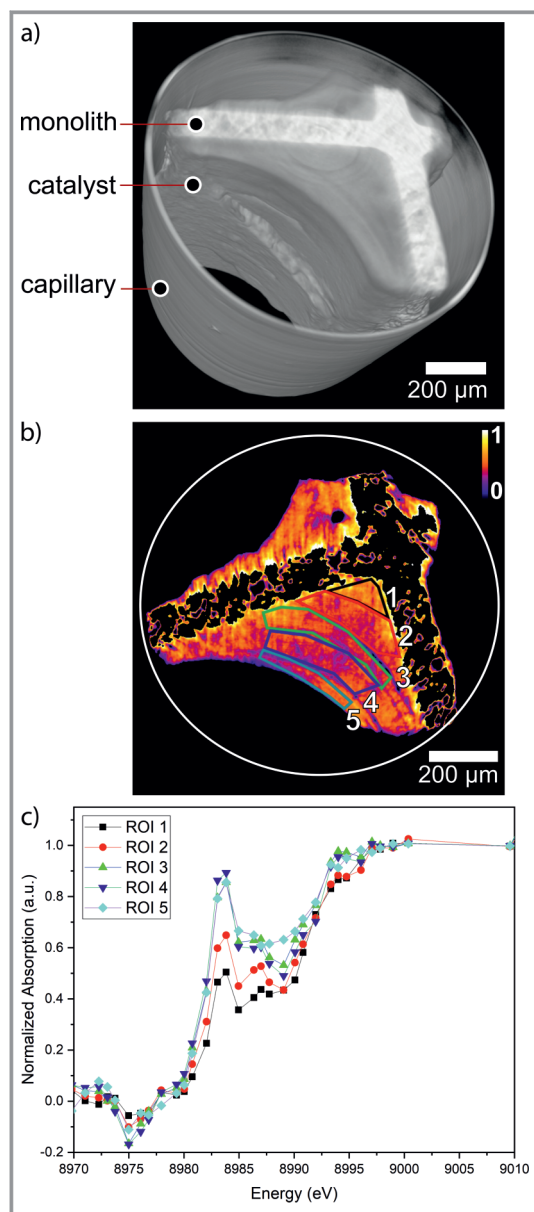 a)
monolith
catalyst
capillary
200 µm
b)
1
0
1
2
3
4
5
200 µm
c)
ROI 1
ROI 2
ROI 3
ROI 4
ROI 5
1.0
0.8
0.6
0.4
0.2
0.0
-0.2
Normalized Absorption (a.u.)
8970 8975 8980 8985 8990 8995 9000 9005 9010
Energy (eV)